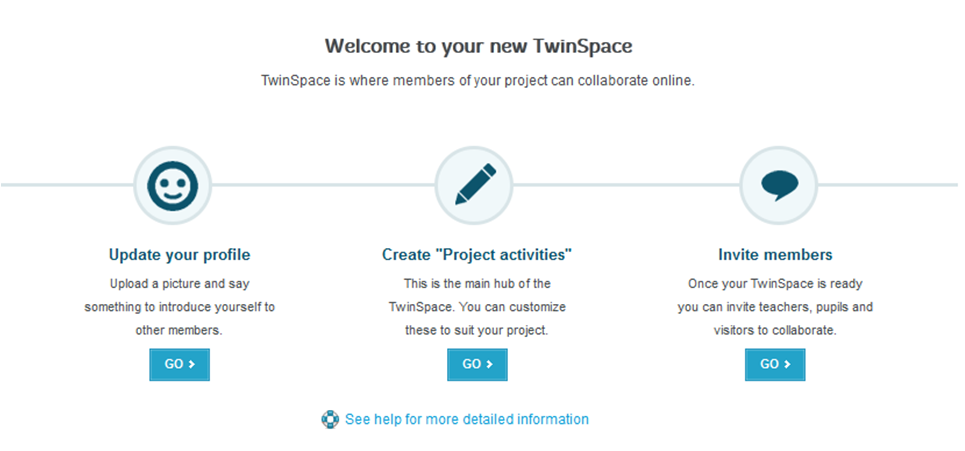 Welcome to your new TwinSpace
TwinSpace is where members of your project can collaborate online.
Update your profile
Upload a picture and say
something to introduce yourself to
other members.
GO >
Create "Project activities"
This is the main hub of the
TwinSpace. You can customize
these to suit your project.
GO >
Invite members
Once your TwinSpace is ready
you can invite teachers, pupils and
visitors to collaborate.
GO >
See help for more detailed information